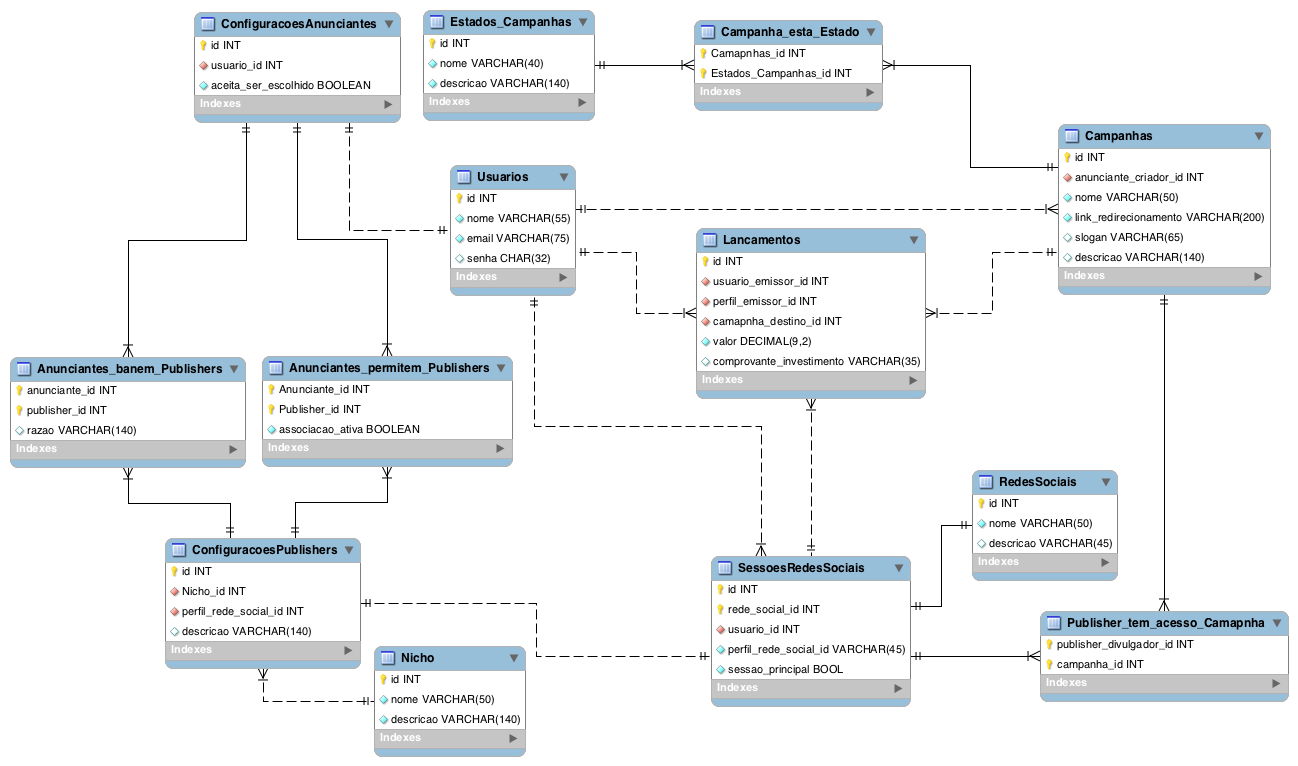 ConfiguracoesAnunciantes
id INT
usuario_id INT
aceita_ser_escolhido BOOLEAN
Indexes
Estados_Campanhas
id INT
nome VARCHAR(40)
descricao VARCHAR(140)
Indexes
Campanha_esta_Estado
Camapnhas_id INT
Estados_Campanhas_id INT
Indexes
Campanhas
id INT
anunciante_criador_id INT
nome VARCHAR(50)
link_redirecionamento VARCHAR(200)
slogan VARCHAR(65)
descricao VARCHAR(140)
Indexes
Usuarios
id INT
nome VARCHAR(55)
email VARCHAR(75)
senha CHAR(32)
Indexes
Lancamentos
id INT
usuario_emissor_id INT
perfil_emissor_id INT
camapnha_destino_id INT
valor DECIMAL(9,2)
comprovante_investimento VARCHAR(35)
Indexes
Anunciantes_banem_Publishers
anunciante_id INT
publisher_id INT
razao VARCHAR(140)
Indexes
Anunciantes_permitem_Publishers
Anunciante_id INT
Publisher_id INT
associacao_ativa BOOLEAN
Indexes
RedesSociais
id INT
nome VARCHAR(50)
descricao VARCHAR(45)
Indexes
ConfiguracoesPublishers
id INT
Nicho_id INT
perfil_rede_social_id INT
descricao VARCHAR(140)
Indexes
SessoesRedesSociais
id INT
rede_social_id INT
usuario_id INT
perfil_rede_social_id VARCHAR(45)
sessao_principal BOOL
Indexes
Publisher_tem_acesso_Camapnha
publisher_divulgador_id INT
campanha_id INT
Indexes
Nicho
id INT
nome VARCHAR(50)
descricao VARCHAR(140)
Indexes